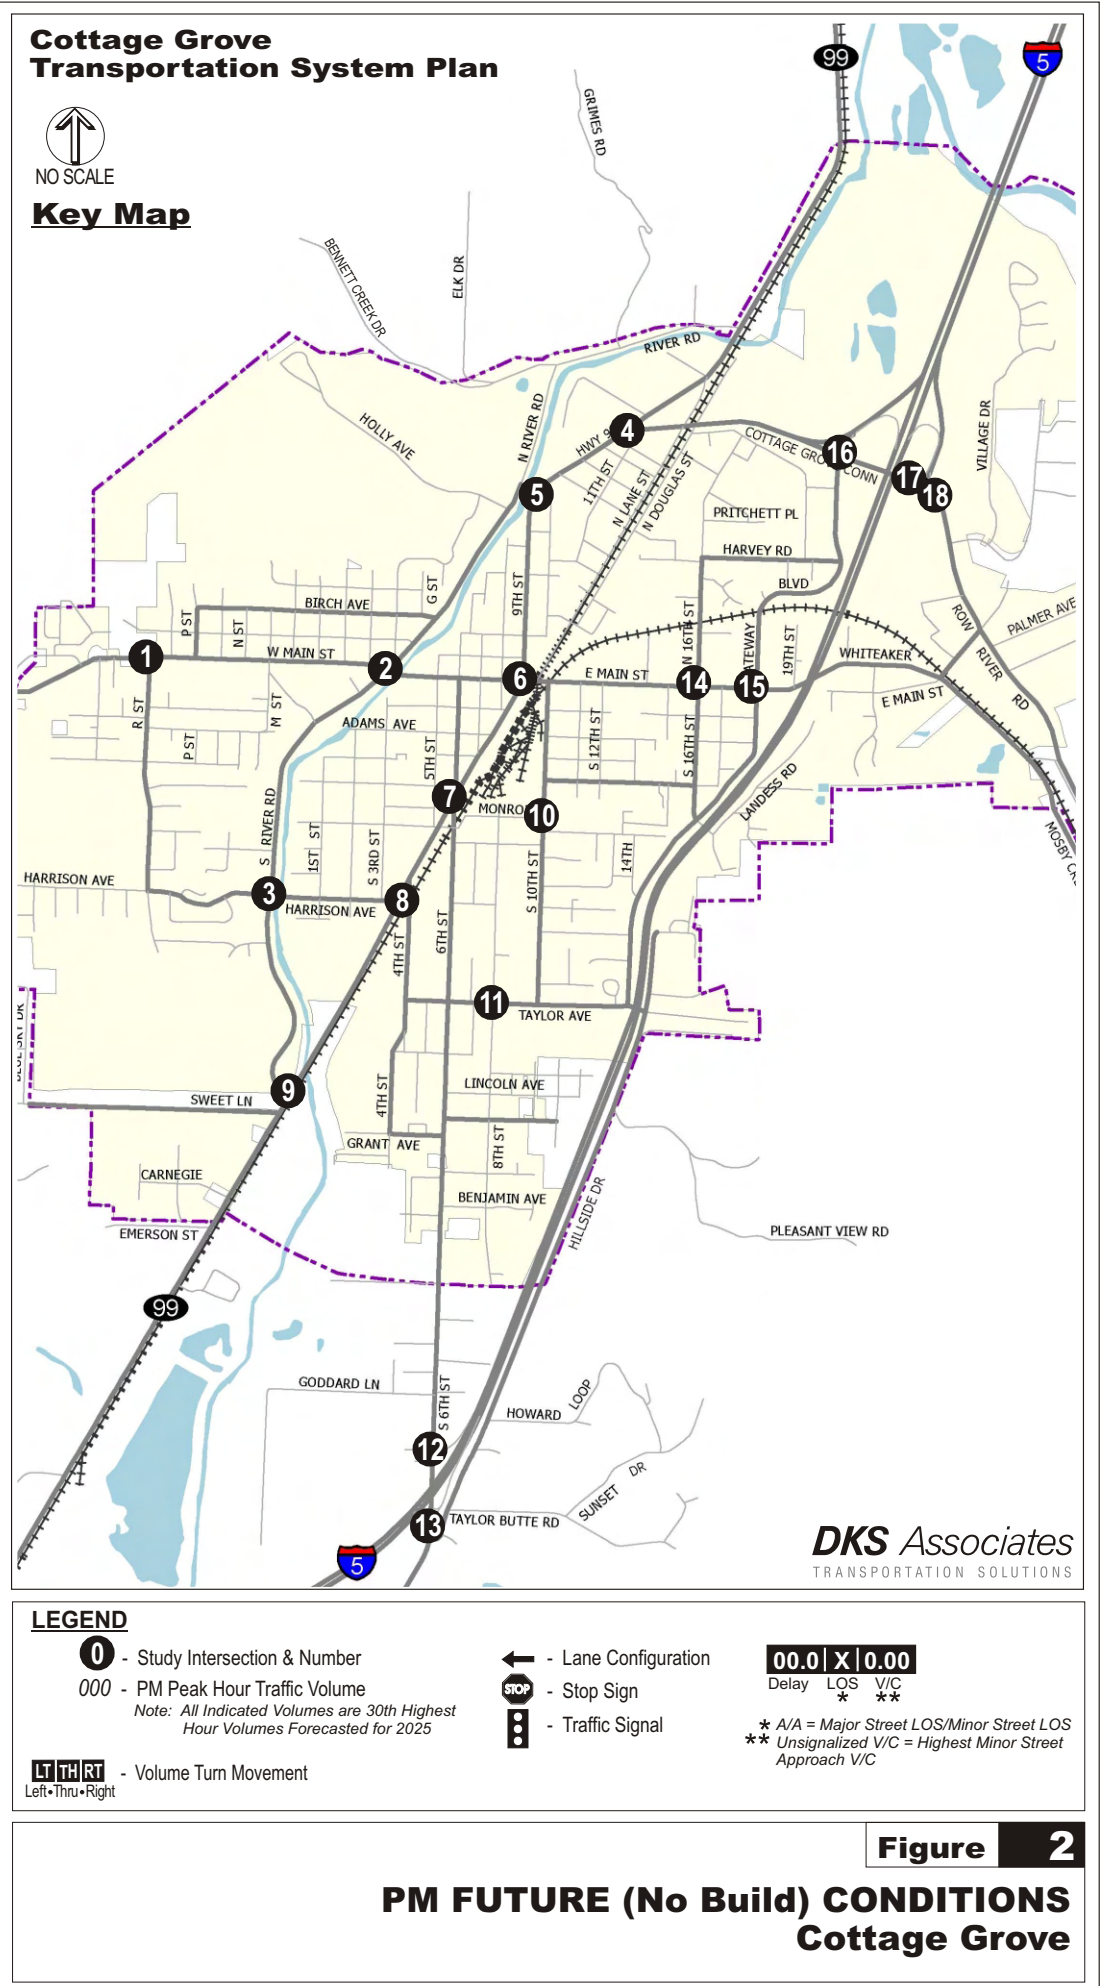 Cottage Grove
Transportation System Plan
NO SCALE
Key Map
99
5
GRIMES RD
BENNETT CREEK DR
ELK DR
RIVER RD
HOLLY AVE
N RIVER RD
HWY 9
4
COTTAGE GRO
CONN
16
17
18
VILLAGE DR
5
11TH ST
N LANE ST
N DOUGLAS ST
PRITCHETT PL
HARVEY RD
BLVD
BIRCH AVE
G ST
9TH ST
P ST
N ST
W MAIN ST
1
2
6
E MAIN ST
N 16TH ST
14
ATEWAY
15
19TH ST
WHITEAKER
E MAIN ST
ROW
RIVER
RD
PALMER AVE
R ST
P ST
M ST
ADAMS AVE
5TH ST
S 12TH ST
S 16TH ST
LANDESS RD
7
MONRO
10
S RIVER RD
1ST ST
S 3RD ST
S 10TH ST
14TH
HARRISON AVE
3
HARRISON AVE
8
4TH ST
6TH ST
11
TAYLOR AVE
LINCOLN AVE
9
SWEET LN
4TH ST
GRANT AVE
8TH ST
CARNEGIE
BENJAMIN AVE
HILLSIDE DR
EMERSON ST
PLEASANT VIEW RD
99
GODDARD LN
S 6TH ST
HOWARD
LOOP
12
SUNSET DR
13
TAYLOR BUTTE RD
5
DKS Associates
TRANSPORTATION SOLUTIONS
LEGEND
0 - Study Intersection & Number
000 - PM Peak Hour Traffic Volume
Note: All Indicated Volumes are 30th Highest
Hour Volumes Forecasted for 2025
LT TH RT - Volume Turn Movement
Left•Thru•Right
- Lane Configuration
STOP - Stop Sign
- Traffic Signal
00.0 X 0.00
Delay LOS V/C
* **
* A/A = Major Street LOS/Minor Street LOS
** Unsignalized V/C = Highest Minor Street
Approach V/C
Figure 2
PM FUTURE (No Build) CONDITIONS
Cottage Grove